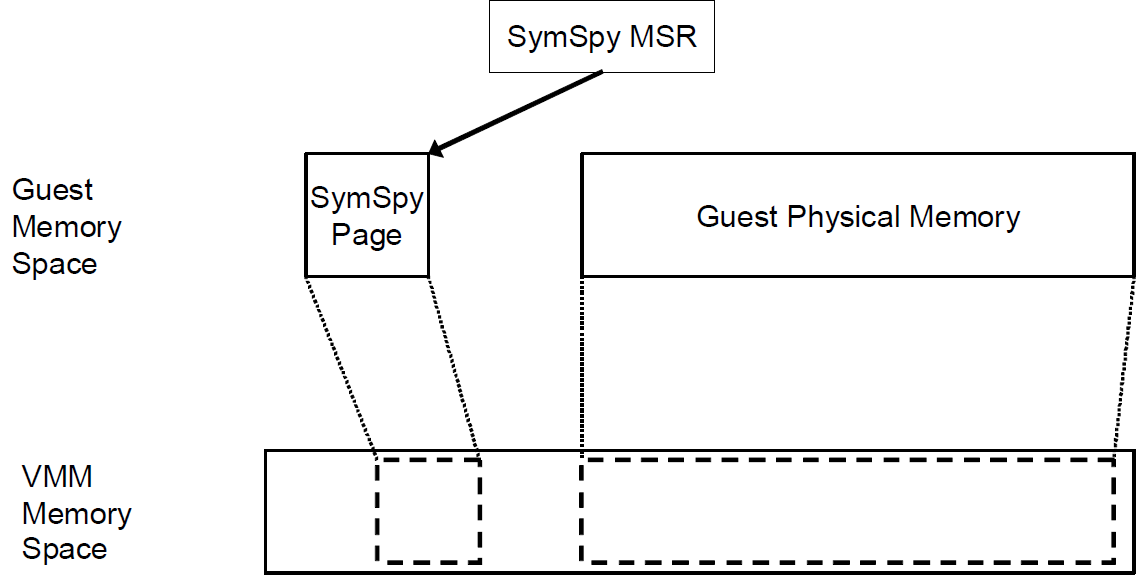 SymSpy MSR
Guest
Memory
Space
SymSpy
Page
Guest Physical Memory
VMM
Memory
Space